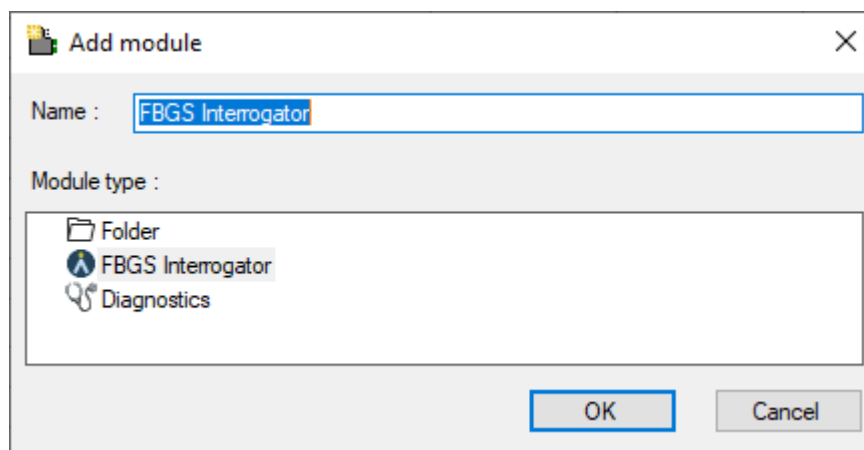 Add module
Name : FBGS Interrogator
Module type :
Folder
FBGS Interrogator
Diagnostics
OK Cancel